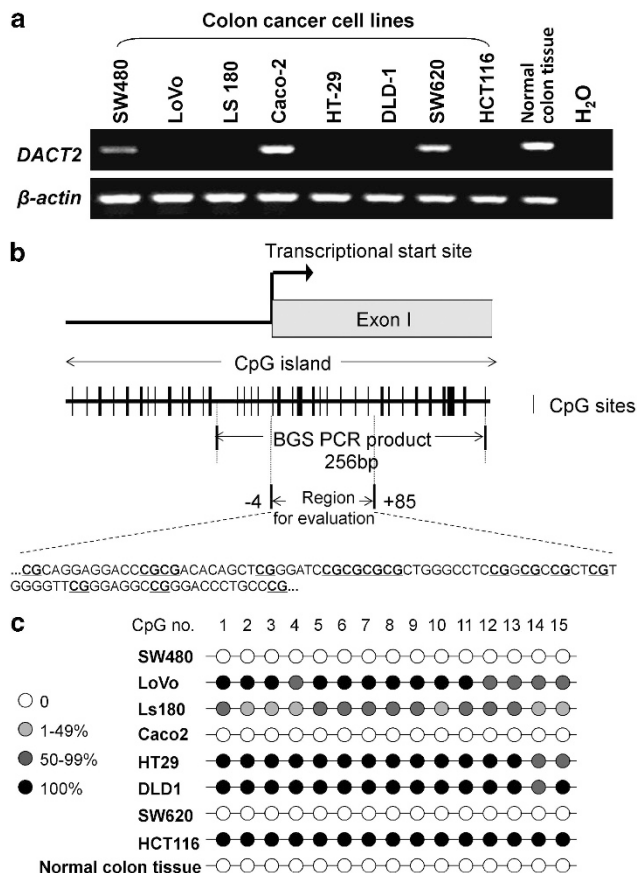 a
Colon cancer cell lines
SW480 LoVo LS 180 Caco-2 HT-29 DLD-1 SW620 HCT116 Normal colon tissue H2O
DACT2
β-actin
b
Transcriptional start site
Exon I
CpG island
CpG sites
BGS PCR product
256bp
-4 Region for evaluation +85
...CGCAGGAGGACCCGCGACACAGCTCGGGATCCGCGCGCGCTGGGCCTCCGGCGCCGCTCGT
GGGGTTCGGGAGGCCGGGACCCTGCCCG...
c
CpG no. 1 2 3 4 5 6 7 8 9 10 11 12 13 14 15
SW480
LoVo
Ls180
Caco2
HT29
DLD1
SW620
HCT116
Normal colon tissue
0
1-49%
50-99%
100%